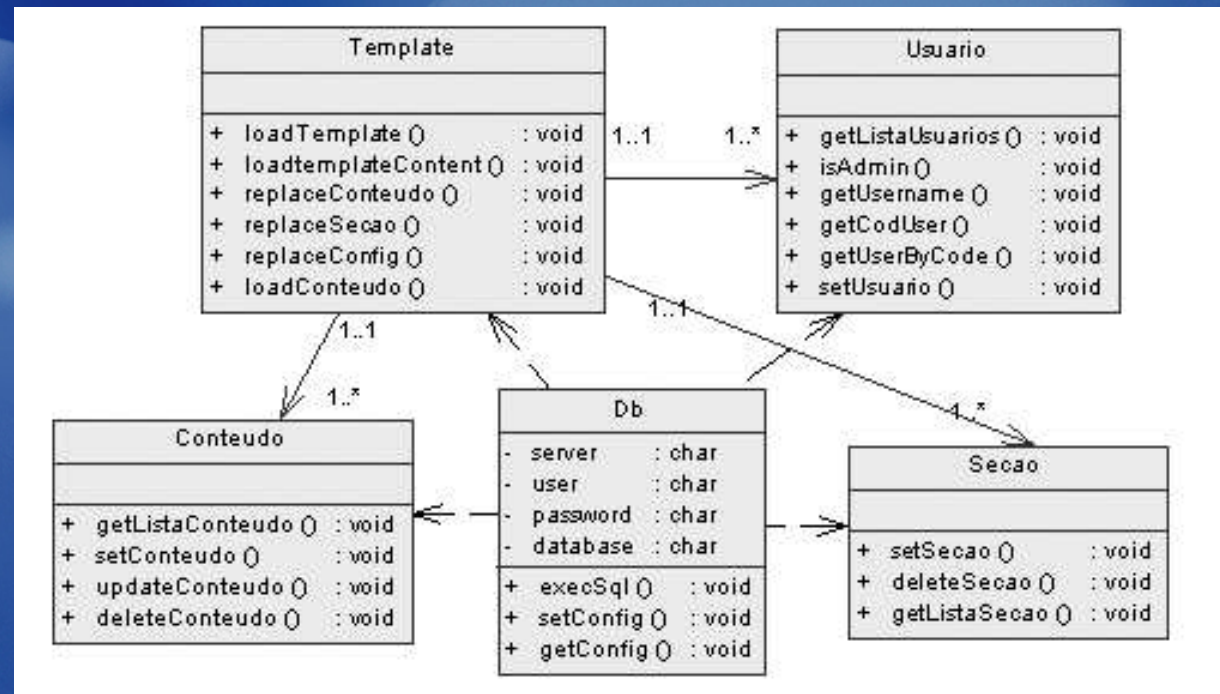 Template
+ loadTemplate () : void
+ loadtemplateContent () : void
+ replaceConteudo () : void
+ replaceSecao () : void
+ replaceConfig () : void
+ loadConteudo () : void
1..1
1..*
Usuario
+ getListaUsuarios () : void
+ isAdmin () : void
+ getUsername () : void
+ getCodUser () : void
+ getUserByCode () : void
+ setUsuario () : void
1..1
1..*
1..1
1..*
Conteudo
+ getListaConteudo () : void
+ setConteudo () : void
+ updateConteudo () : void
+ deleteConteudo () : void
Db
- server : char
- user : char
- password : char
- database : char
+ execSql () : void
+ setConfig () : void
+ getConfig () : void
Secao
+ setSecao () : void
+ deleteSecao () : void
+ getListaSecao () : void